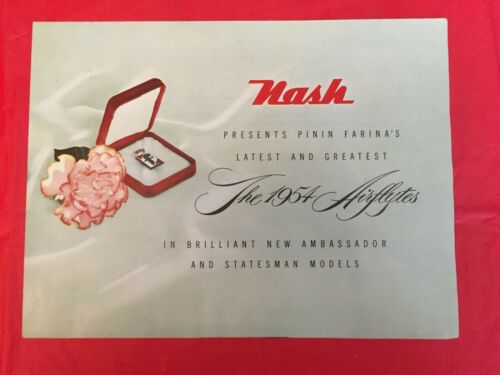 Nash
PRESENTS PININ FARINA'S
LATEST AND GREATEST
The 1954 Airflytes
IN BRILLIANT NEW AMBASSADOR
AND STATESMAN MODELS